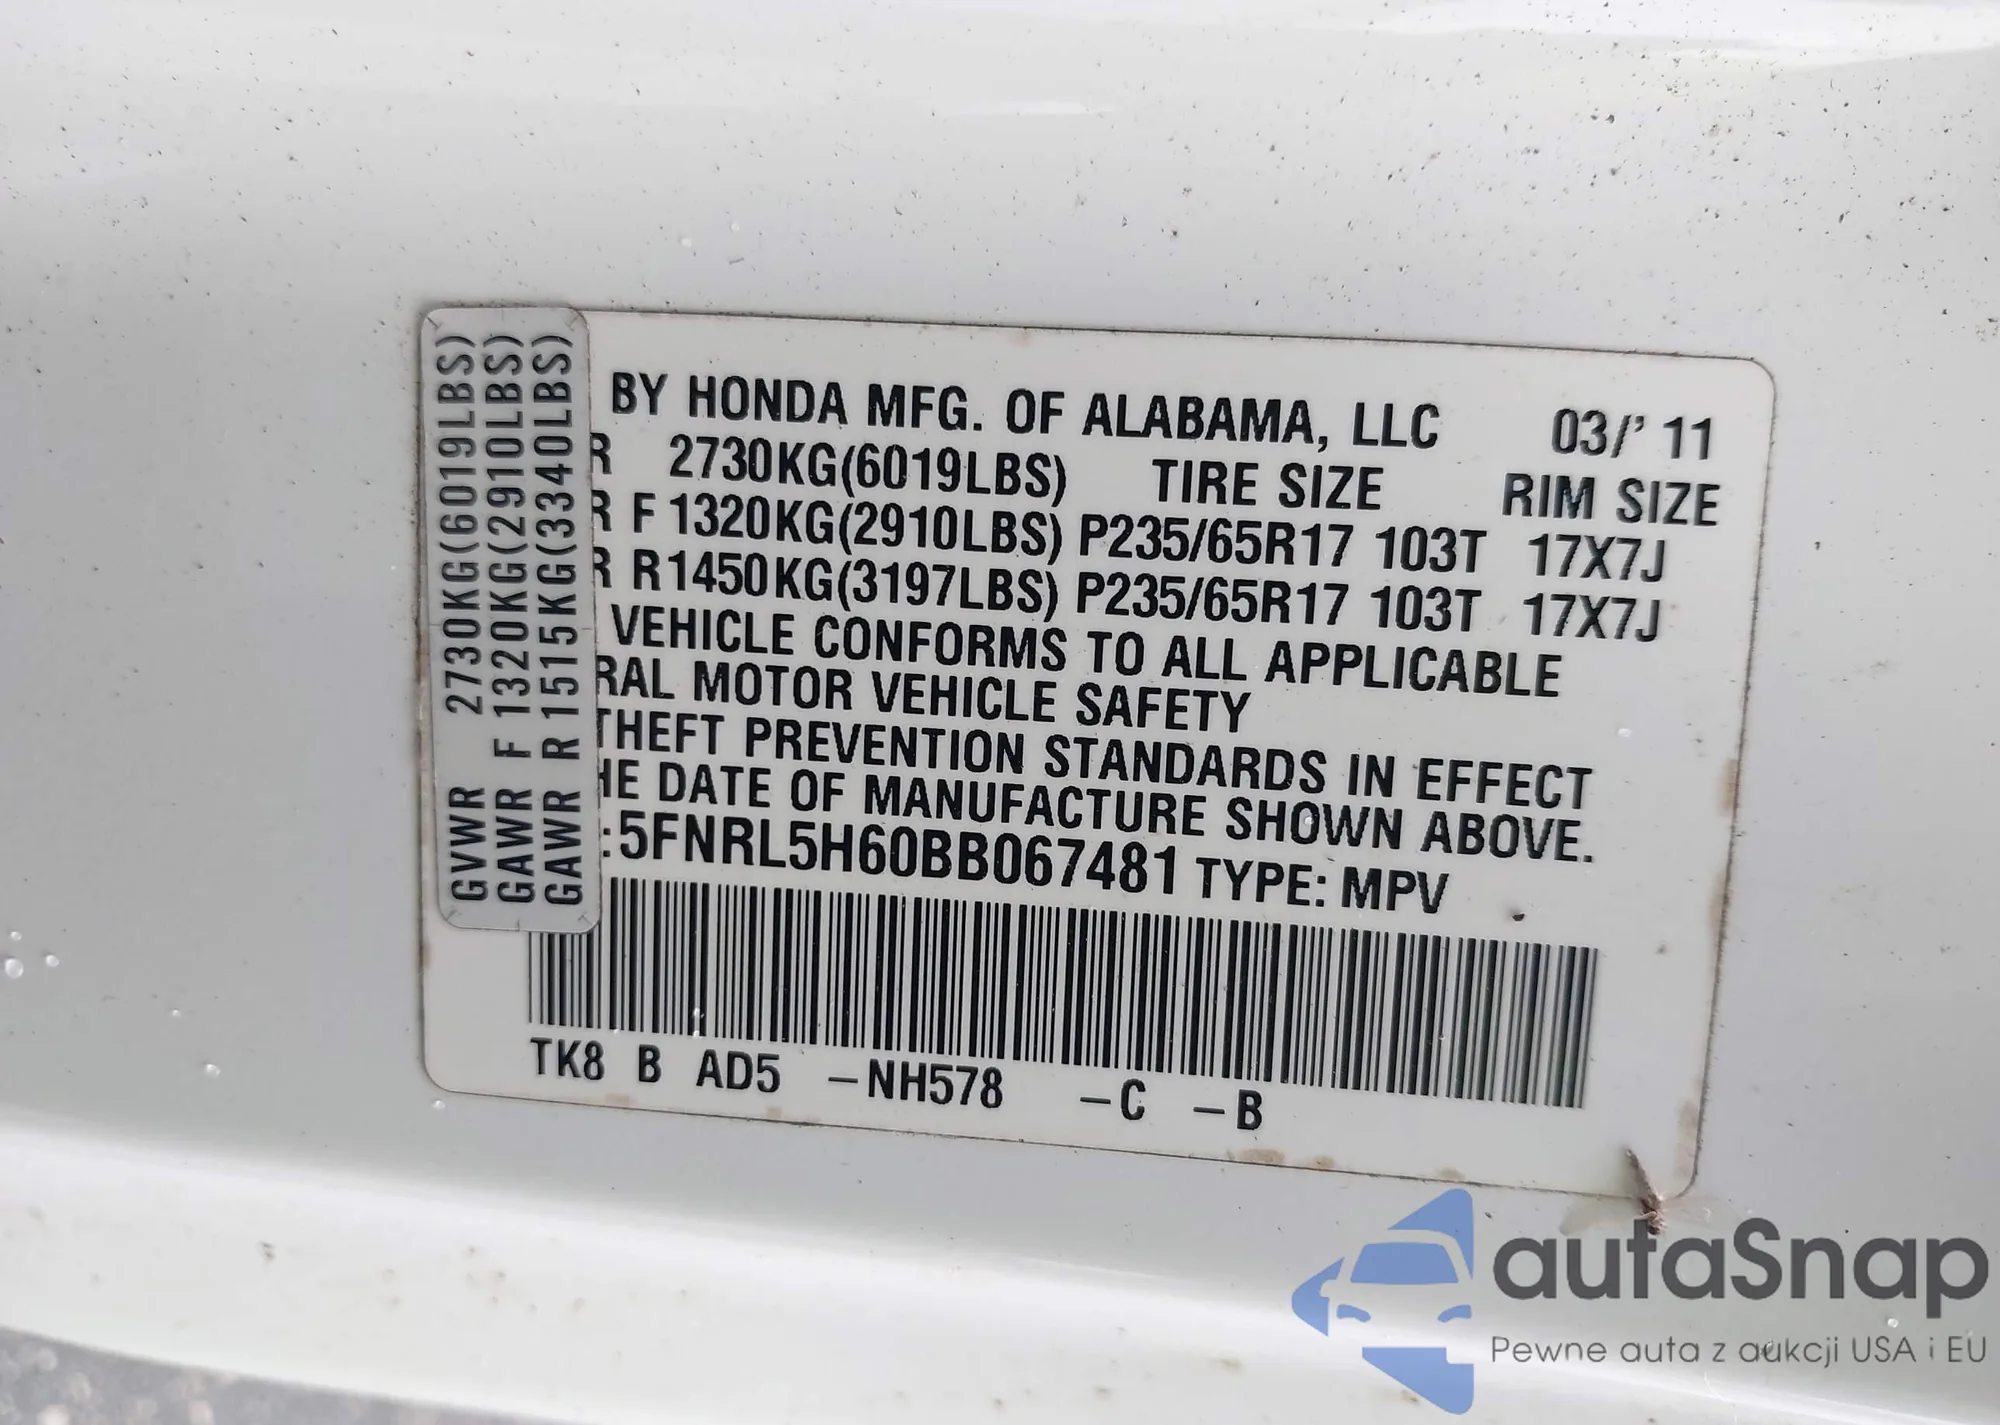 GVWR 2730KG(6019LBS)
GAWR F 1320KG(2910LBS)
GAWR R 1515KG(3340LBS)
BY HONDA MFG. OF ALABAMA, LLC 03/' 11
R 2730KG(6019LBS) TIRE SIZE RIM SIZE
R F 1320KG(2910LBS) P235/65R17 103T 17X7J
R R1450KG(3197LBS) P235/65R17 103T 17X7J
VEHICLE CONFORMS TO ALL APPLICABLE
RAL MOTOR VEHICLE SAFETY
THEFT PREVENTION STANDARDS IN EFFECT
HE DATE OF MANUFACTURE SHOWN ABOVE.
:5FNRL5H60BB067481 TYPE: MPV
TK8 B AD5 –NH578 –C –B
autaSnap
Pewne auta z aukcji USA i EU